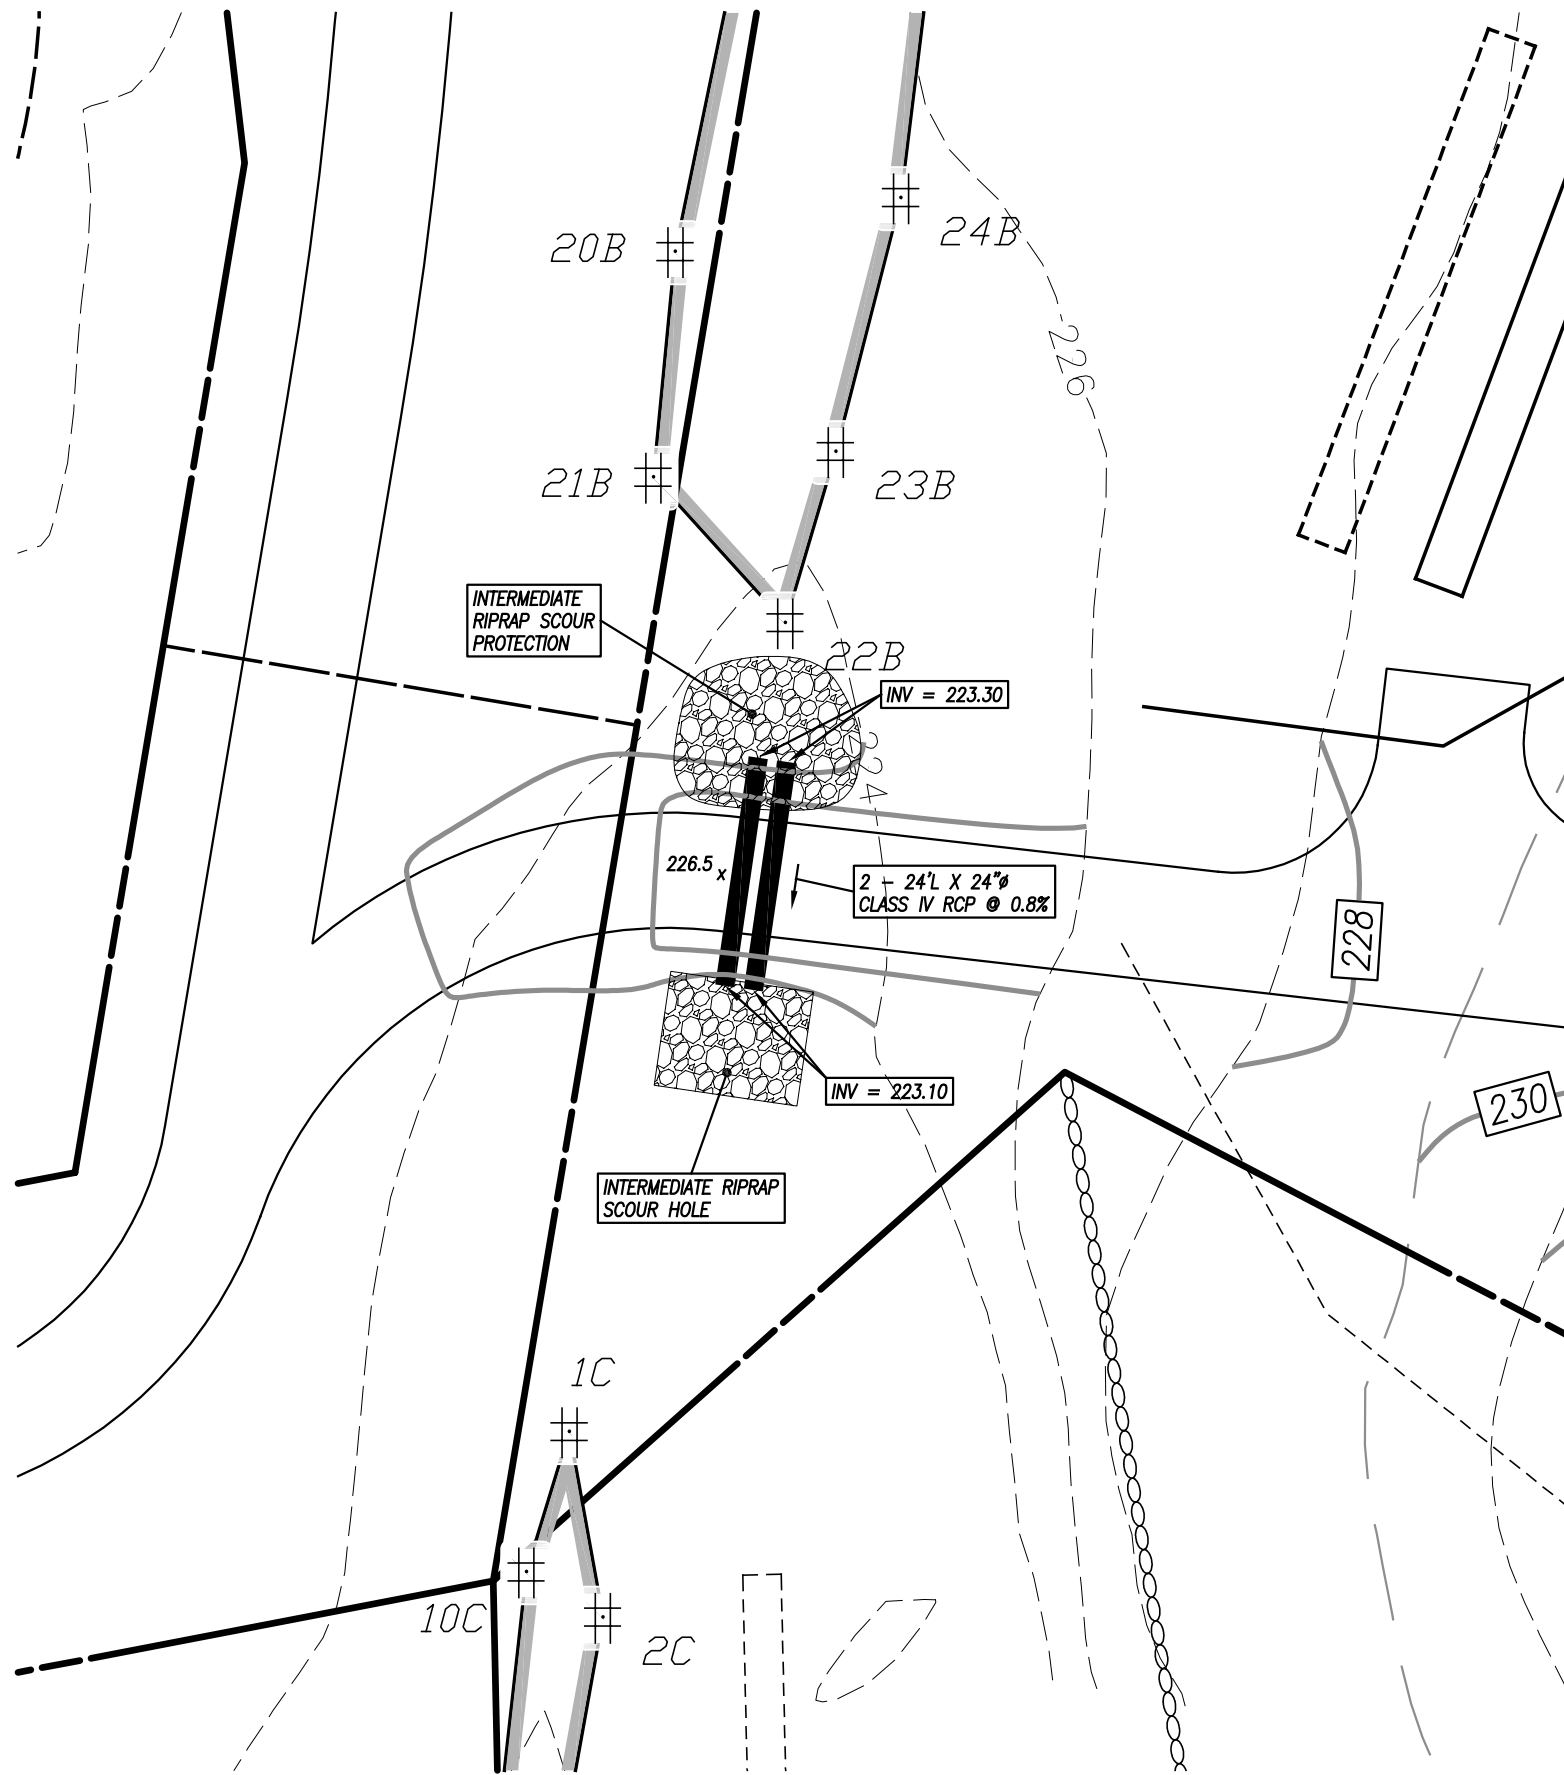 20B
24B
226
21B
23B
INTERMEDIATE
RIPRAP SCOUR
PROTECTION
22B
INV = 223.30
224
226.5 x
2 - 24'L X 24"ø
CLASS IV RCP @ 0.8%
228
INV = 223.10
230
INTERMEDIATE RIPRAP
SCOUR HOLE
1C
10C
2C